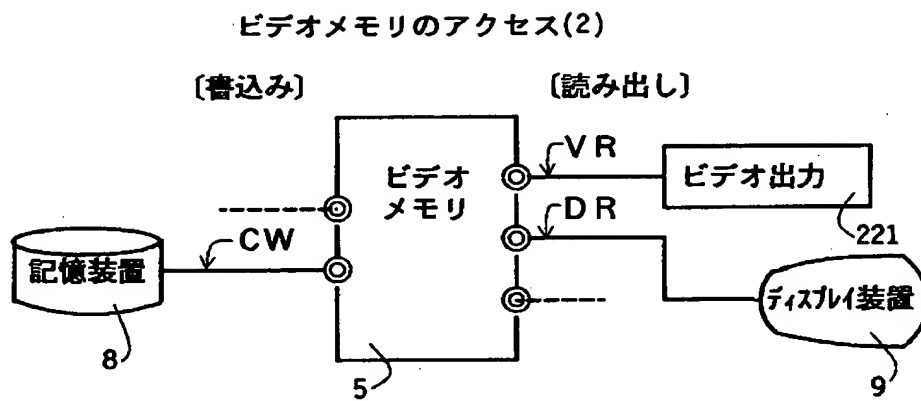 ビデオメモリのアクセス(2)
〔書込み〕
〔読み出し〕
VR
ビデオ出力
ビデオ
メモリ
DR
221
CW
記憶装置
ディスプレイ装置
8
5
9